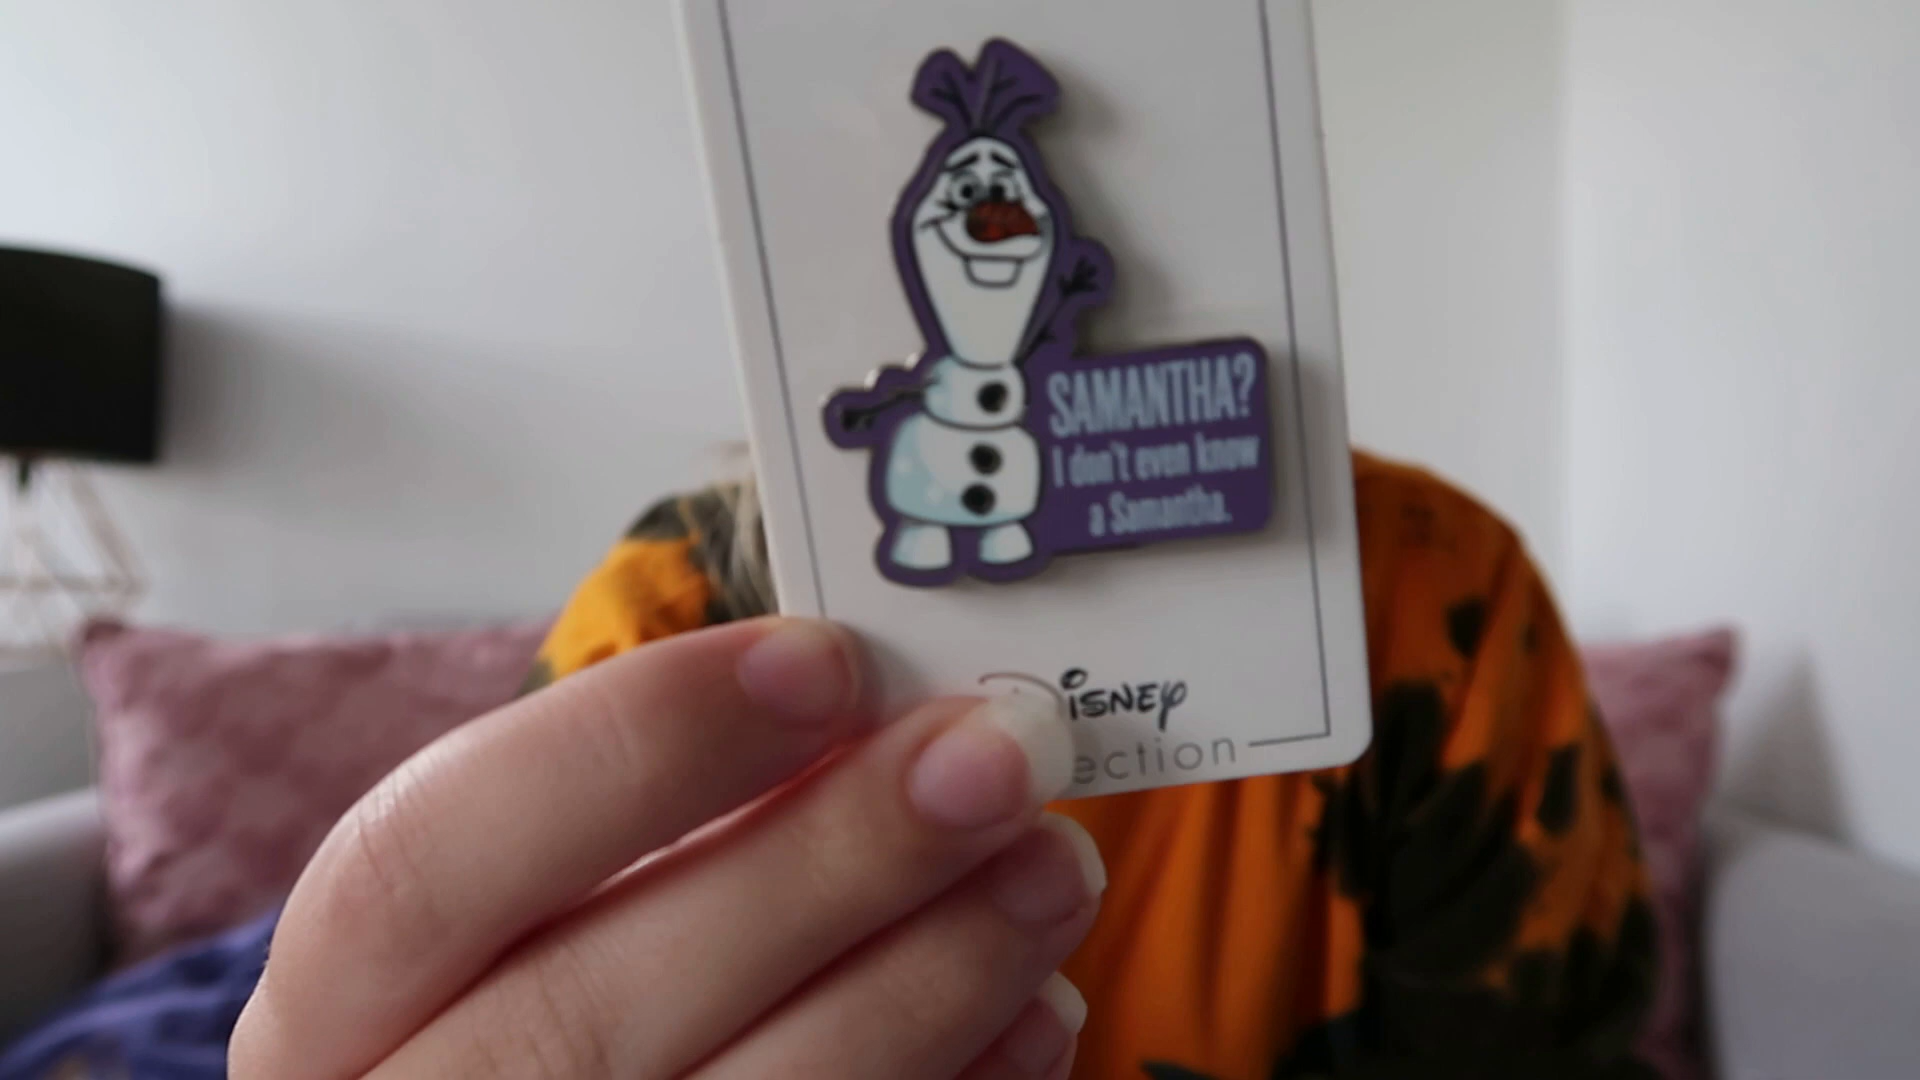 SAMANTHA?
I don't even know
a Samantha.
Disney
ection